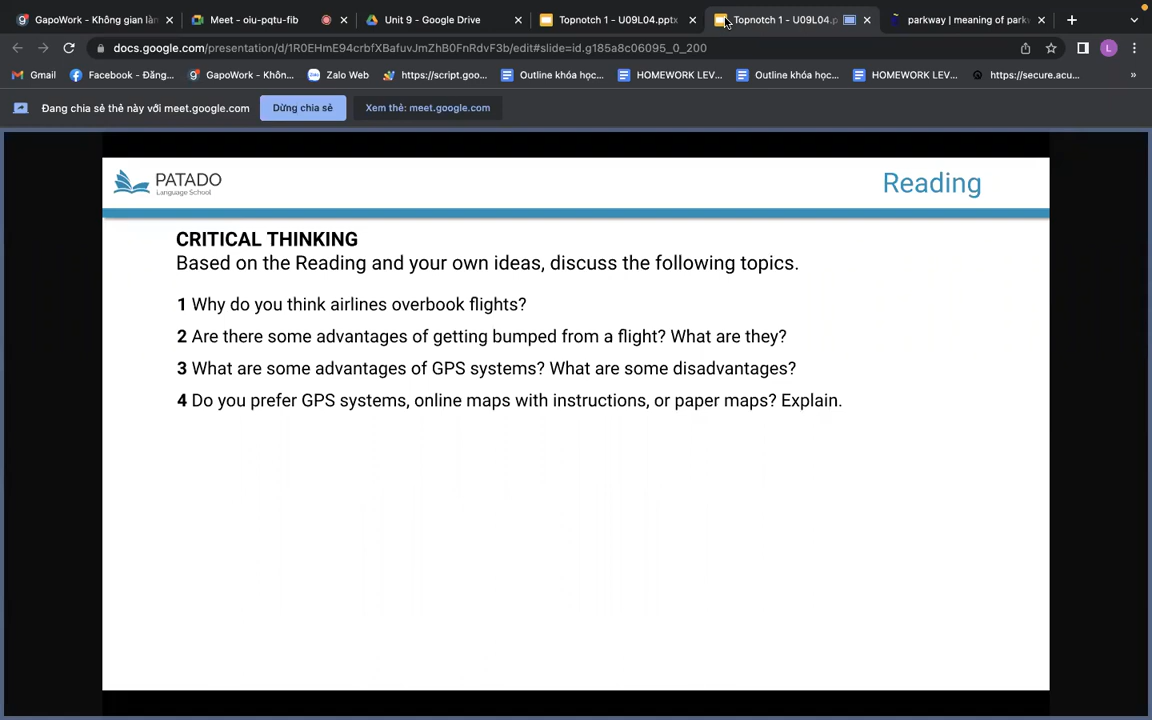 GapoWork - Không gian làn
Meet - oiu-pqtu-fib
Unit 9 - Google Drive
Topnotch 1 - U09L04.pptx
Topnotch 1 - U09L04.p
parkway | meaning of park
docs.google.com/presentation/d/1R0EHmE94crbfXBafuvJmZhB0FnRdvF3b/edit#slide=id.g185a8c06095_0_200
L
Gmail
Facebook - Đăng...
GapoWork - Khôn...
Zalo Web
https://script.goo...
Outline khóa học...
HOMEWORK LEV...
Outline khóa học...
HOMEWORK LEV...
https://secure.acu...
Đang chia sẻ thẻ này với meet.google.com
Dừng chia sẻ
Xem thẻ: meet.google.com
PATADO
Language School
Reading
CRITICAL THINKING
Based on the Reading and your own ideas, discuss the following topics.
1 Why do you think airlines overbook flights?
2 Are there some advantages of getting bumped from a flight? What are they?
3 What are some advantages of GPS systems? What are some disadvantages?
4 Do you prefer GPS systems, online maps with instructions, or paper maps? Explain.